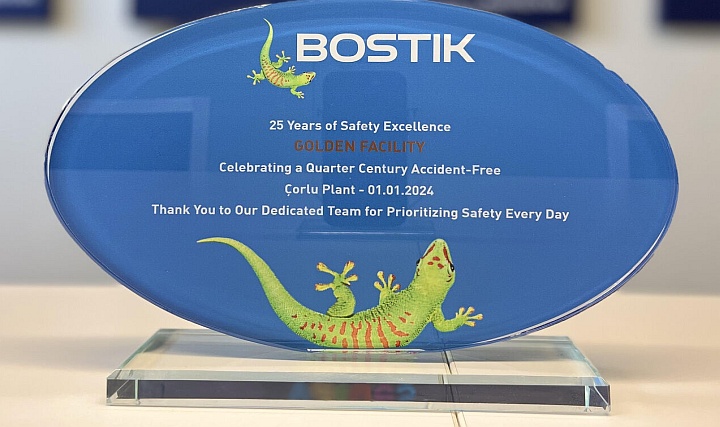 BOSTIK
25 Years of Safety Excellence
GOLDEN FACILITY
Celebrating a Quarter Century Accident-Free
Çorlu Plant - 01.01.2024
Thank You to Our Dedicated Team for Prioritizing Safety Every Day